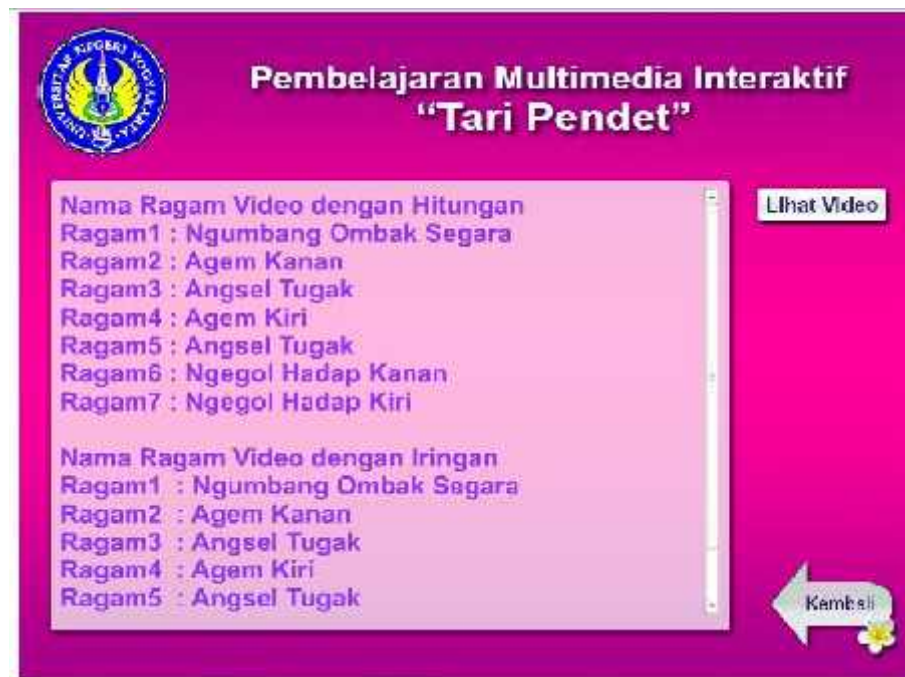 UNIVERSITAS NEGERI YOGYAKARTA
Pembelajaran Multimedia Interaktif
“Tari Pendet”
Nama Ragam Video dengan Hitungan
Ragam1 : Ngumbang Ombak Segara
Ragam2 : Agem Kanan
Ragam3 : Angsel Tugak
Ragam4 : Agem Kiri
Ragam5 : Angsel Tugak
Ragam6 : Ngegol Hadap Kanan
Ragam7 : Ngegol Hadap Kiri
Nama Ragam Video dengan Iringan
Ragam1 : Ngumbang Ombak Segara
Ragam2 : Agem Kanan
Ragam3 : Angsel Tugak
Ragam4 : Agem Kiri
Ragam5 : Angsel Tugak
Lihat Video
Kembali